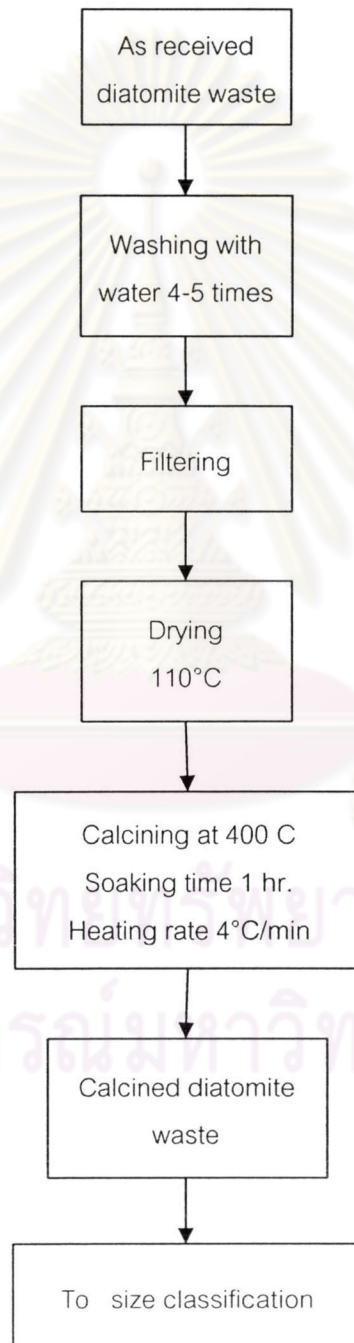 As received
diatomite waste
Washing with
water 4-5 times
Filtering
Drying
110°C
Calcining at 400 C
Soaking time 1 hr.
Heating rate 4°C/min
Calcined diatomite
waste
To size classification